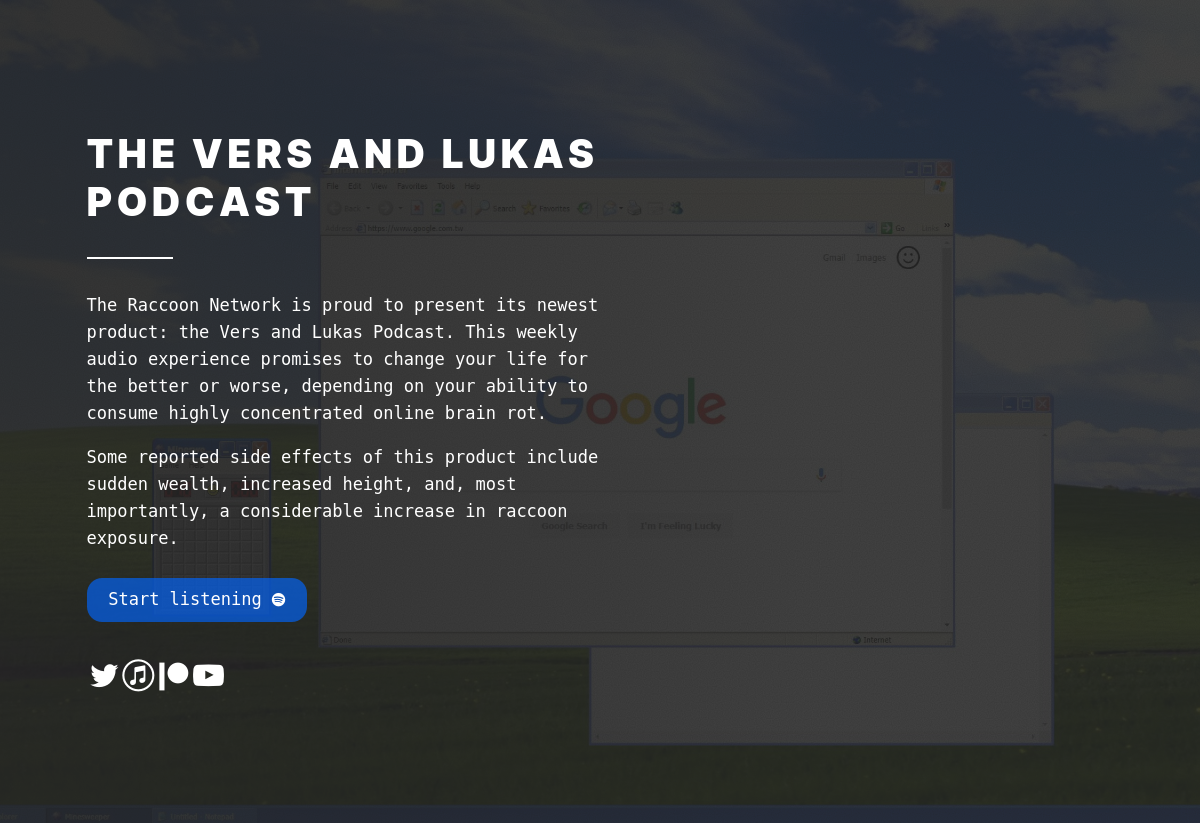 THE VERS AND LUKAS
PODCAST
File Edit View Favorites Tools Help
Back Search Favorites
Address https://www.google.com.tw Go Links
Gmail Images
The Raccoon Network is proud to present its newest
product: the Vers and Lukas Podcast. This weekly
audio experience promises to change your life for
the better or worse, depending on your ability to
consume highly concentrated online brain rot.
Google
Some reported side effects of this product include
sudden wealth, increased height, and, most
importantly, a considerable increase in raccoon
exposure.
Google Search I'm Feeling Lucky
Start listening
Done Internet